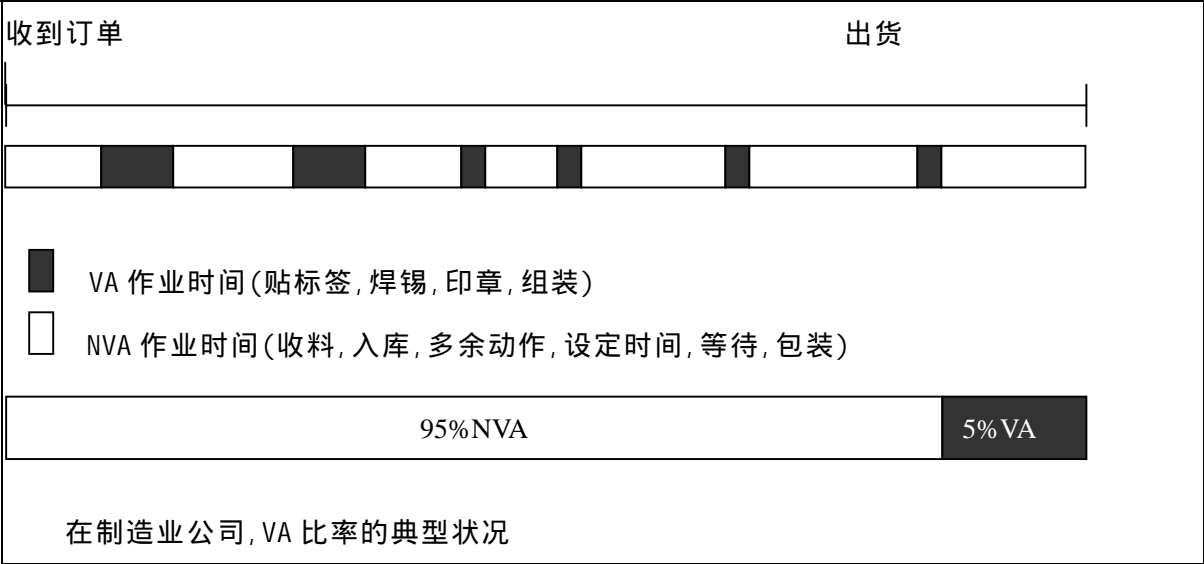 收到订单 出货
VA 作业时间(贴标签,焊锡,印章,组装)
NVA 作业时间(收料,入库,多余动作,设定时间,等待,包装)
95%NVA 5%VA
在制造业公司,VA 比率的典型状况